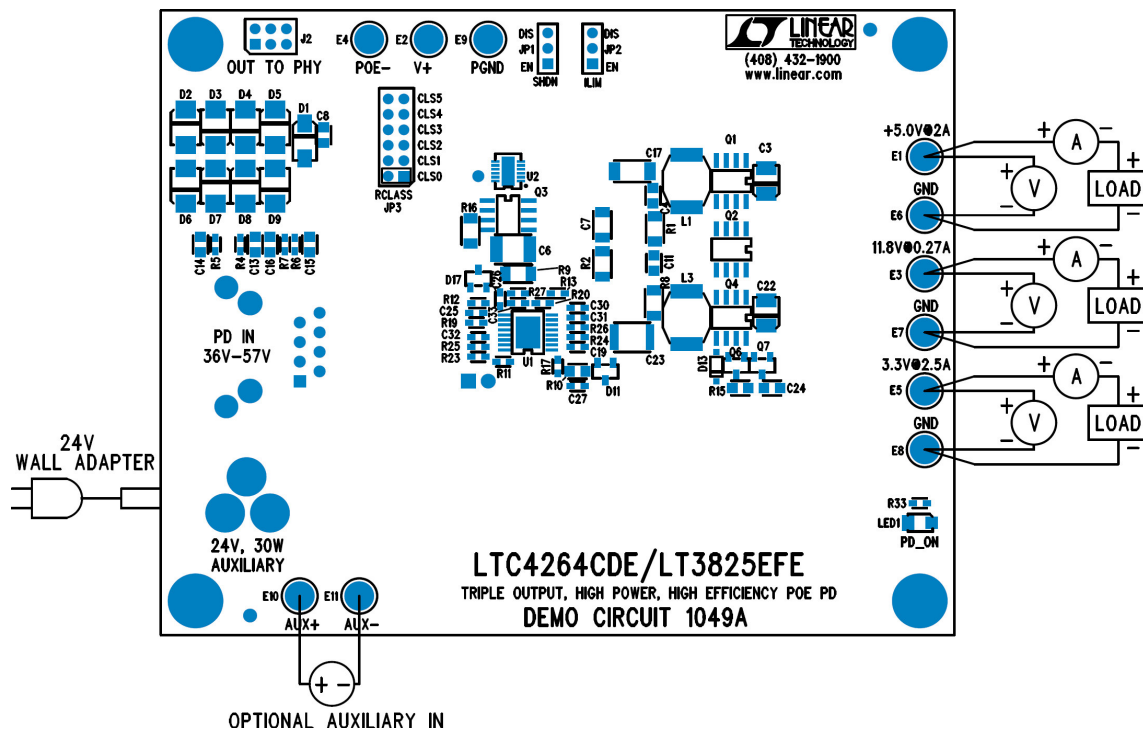 J2
OUT TO PHY
E4
POE-
E2
V+
E9
PGND
DIS
JP1
EN
SHDN
DIS
JP2
EN
ILIM
LINEAR
TECHNOLOGY
(408) 432-1900
www.linear.com
D2
D3
D4
D5
D1
C8
D6
D7
D8
D9
C14
R5
R4
C13
C16
R7
R6
C15
CLS5
CLS4
CLS3
CLS2
CLS1
CLS0
RCLASS
JP3
U2
Q3
R16
C6
D17
C26
R9
R13
R27
R20
R12
C25
R19
C33
C32
R25
R23
R11
U1
C30
C31
R26
R24
C19
R17
R10
C27
D11
C17
L1
C4
C7
R1
R2
C11
R8
L3
C23
Q1
C3
Q2
Q4
C22
D13
Q6
Q7
R15
C24
PD IN
36V-57V
24V
WALL ADAPTER
24V, 30W
AUXILIARY
E10
AUX+
E11
AUX-
+ -
OPTIONAL AUXILIARY IN
+5.0V@2A
E1
GND
E6
+ A -
+ V -
+ LOAD -
11.8V@0.27A
E3
GND
E7
+ A -
+ V -
+ LOAD -
3.3V@2.5A
E5
GND
E8
+ A -
+ V -
+ LOAD -
R33
LED1
PD_ON
LTC4264CDE/LT3825EFE
TRIPLE OUTPUT, HIGH POWER, HIGH EFFICIENCY POE PD
DEMO CIRCUIT 1049A